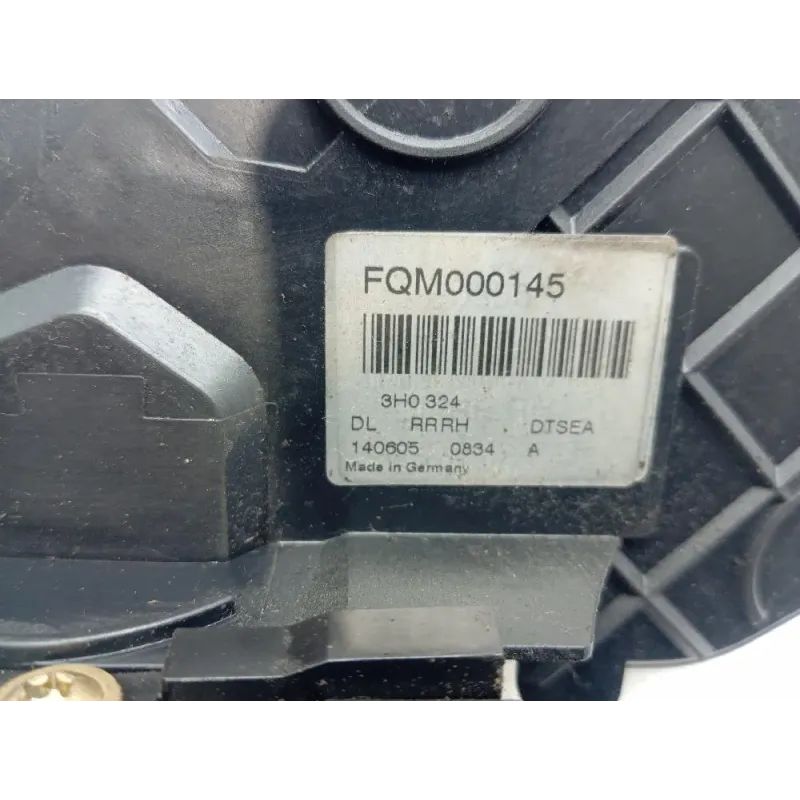 FQM000145
3H0 324
DL RRRH . DTSEA
140605 0834 A
Made in Germany